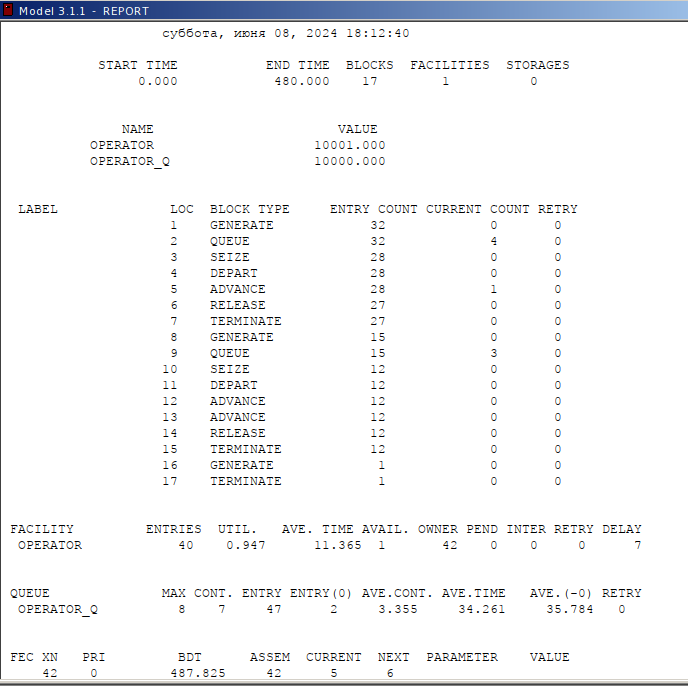 Model 3.1.1 - REPORT
суббота, июня 08, 2024 18:12:40
START TIME END TIME BLOCKS FACILITIES STORAGES
0.000 480.000 17 1 0
NAME VALUE
OPERATOR 10001.000
OPERATOR_Q 10000.000
LABEL LOC BLOCK TYPE ENTRY COUNT CURRENT COUNT RETRY
1 GENERATE 32 0 0
2 QUEUE 32 4 0
3 SEIZE 28 0 0
4 DEPART 28 0 0
5 ADVANCE 28 1 0
6 RELEASE 27 0 0
7 TERMINATE 27 0 0
8 GENERATE 15 0 0
9 QUEUE 15 3 0
10 SEIZE 12 0 0
11 DEPART 12 0 0
12 ADVANCE 12 0 0
13 ADVANCE 12 0 0
14 RELEASE 12 0 0
15 TERMINATE 12 0 0
16 GENERATE 1 0 0
17 TERMINATE 1 0 0
FACILITY ENTRIES UTIL. AVE. TIME AVAIL. OWNER PEND INTER RETRY DELAY
OPERATOR 40 0.947 11.365 1 42 0 0 0 7
QUEUE MAX CONT. ENTRY ENTRY(0) AVE.CONT. AVE.TIME AVE.(-0) RETRY
OPERATOR_Q 8 7 47 2 3.355 34.261 35.784 0
FEC XN PRI BDT ASSEM CURRENT NEXT PARAMETER VALUE
42 0 487.825 42 5 6